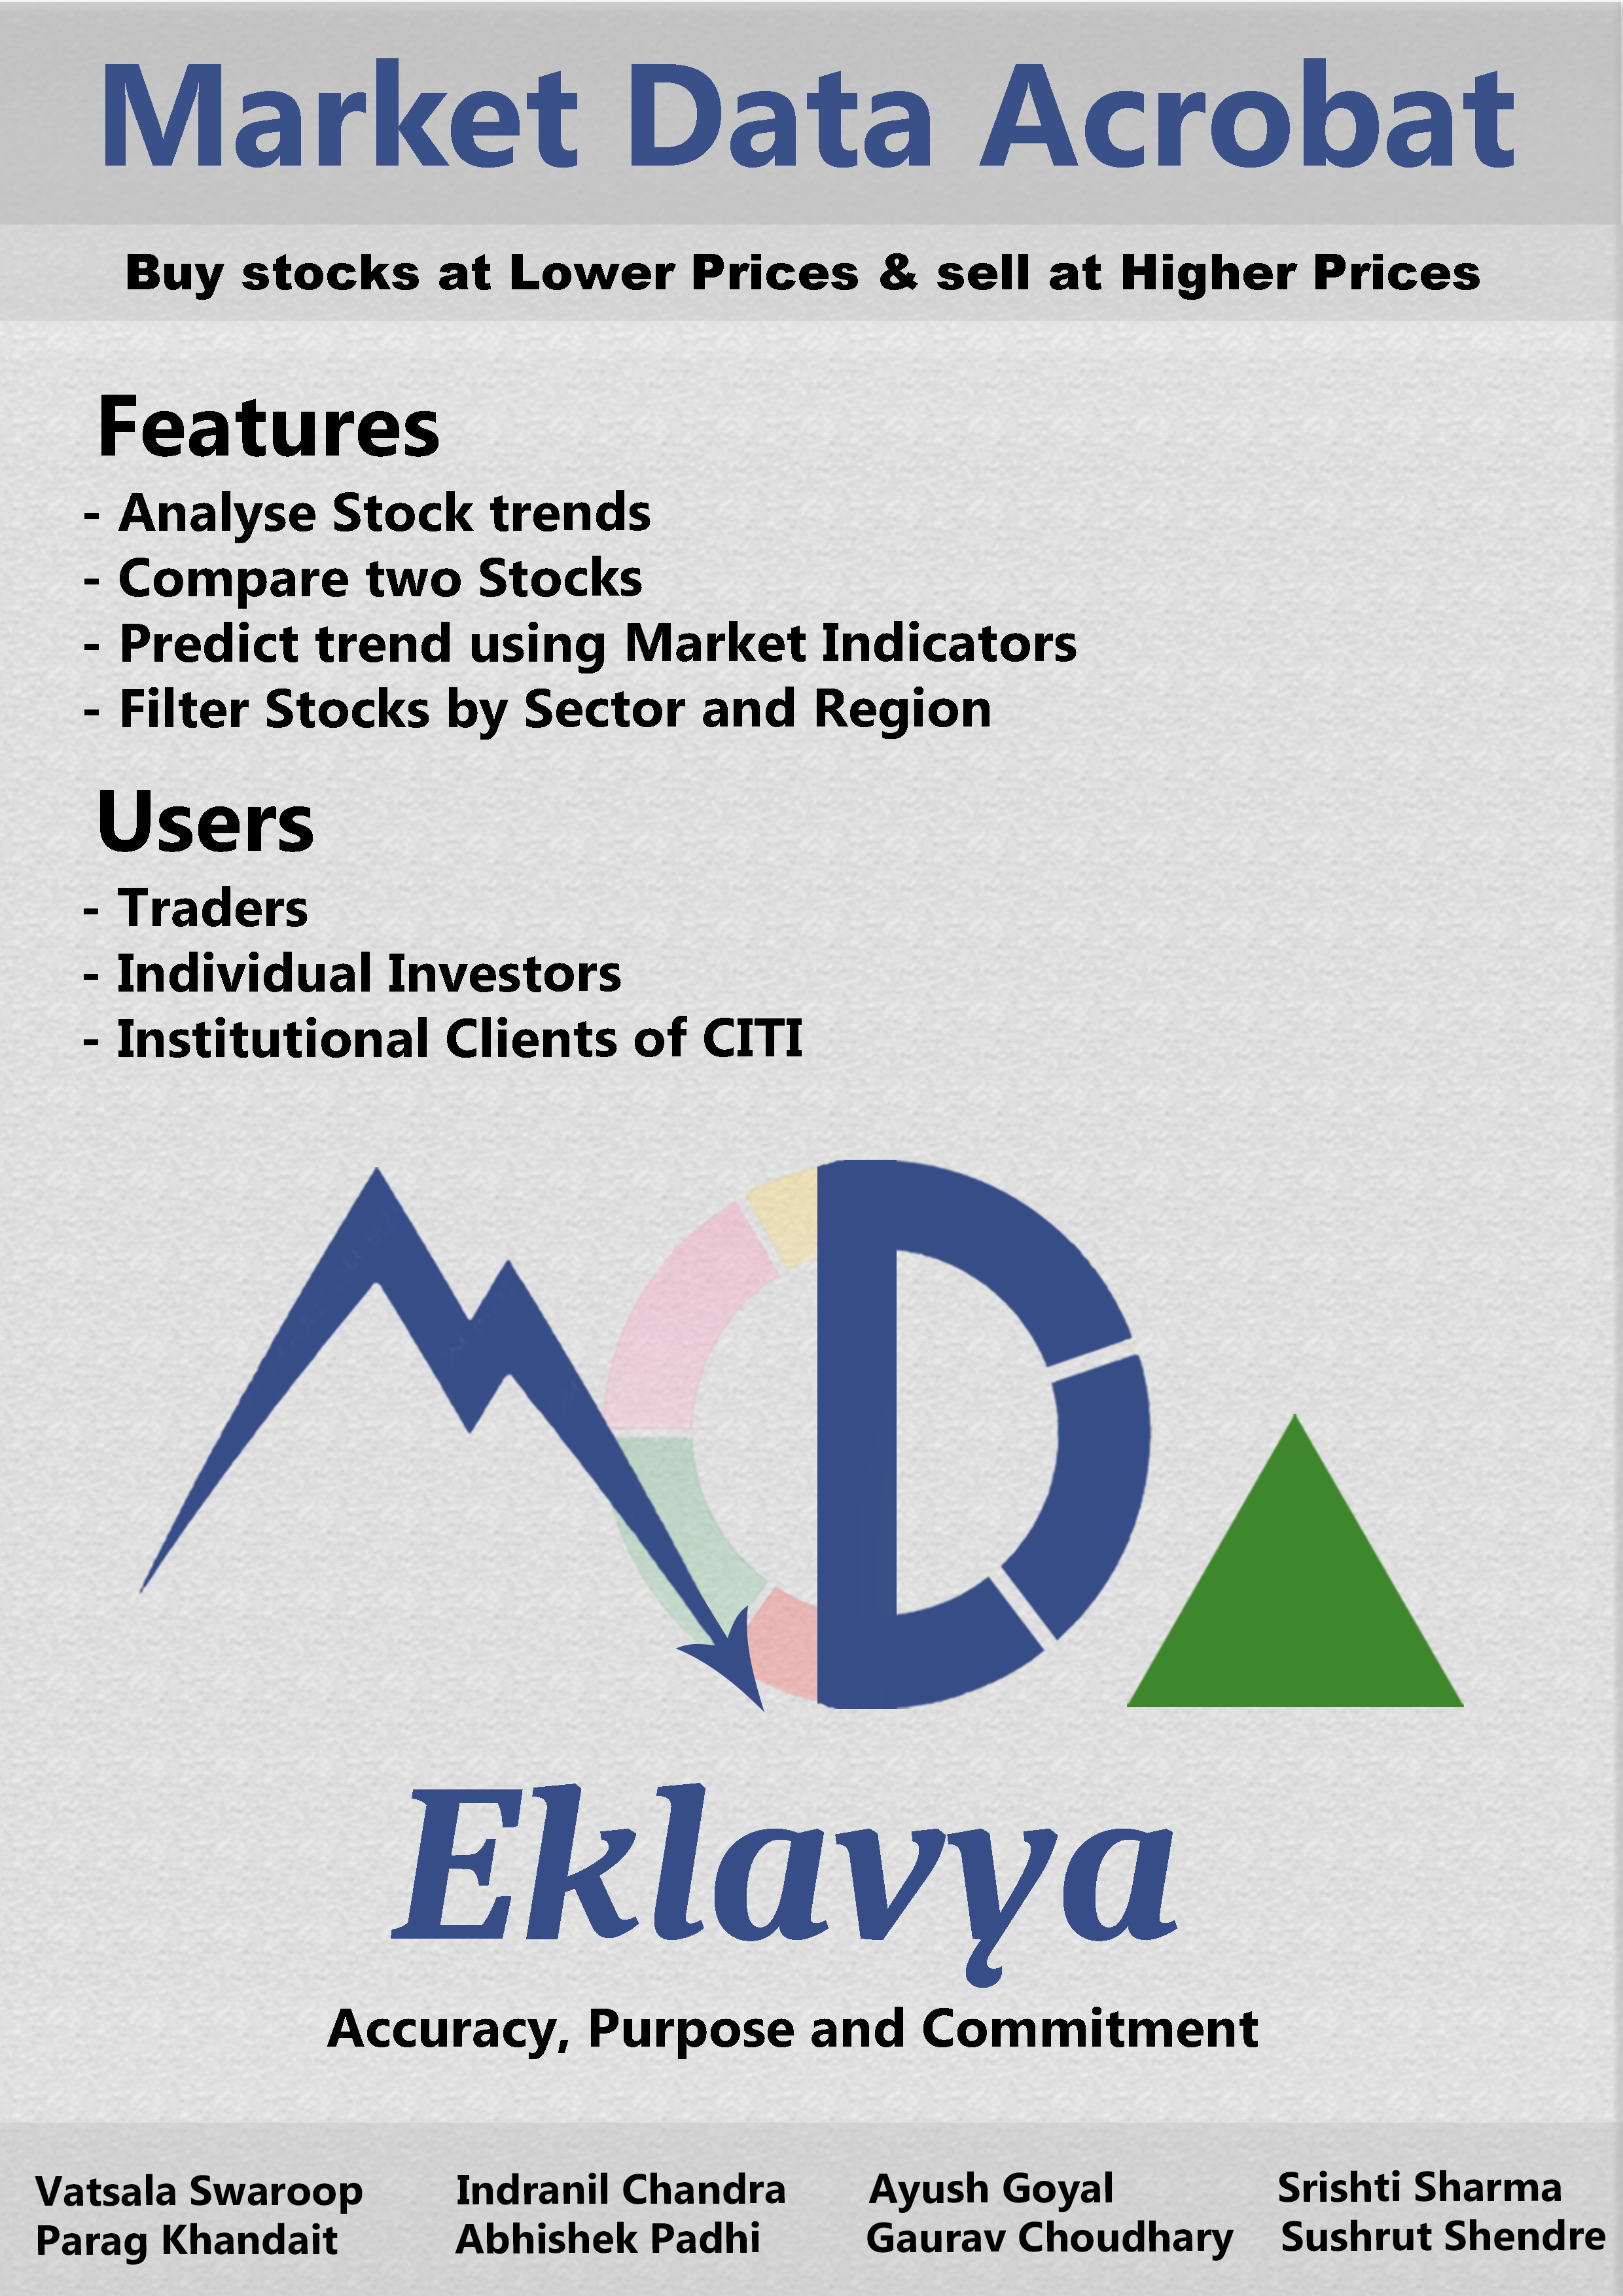 Market Data Acrobat
Buy stocks at Lower Prices & sell at Higher Prices
Features
- Analyse Stock trends
- Compare two Stocks
- Predict trend using Market Indicators
- Filter Stocks by Sector and Region
Users
- Traders
- Individual Investors
- Institutional Clients of CITI
Eklavya
Accuracy, Purpose and Commitment
Vatsala Swaroop Indranil Chandra Ayush Goyal Srishti Sharma
Parag Khandait Abhishek Padhi Gaurav Choudhary Sushrut Shendre